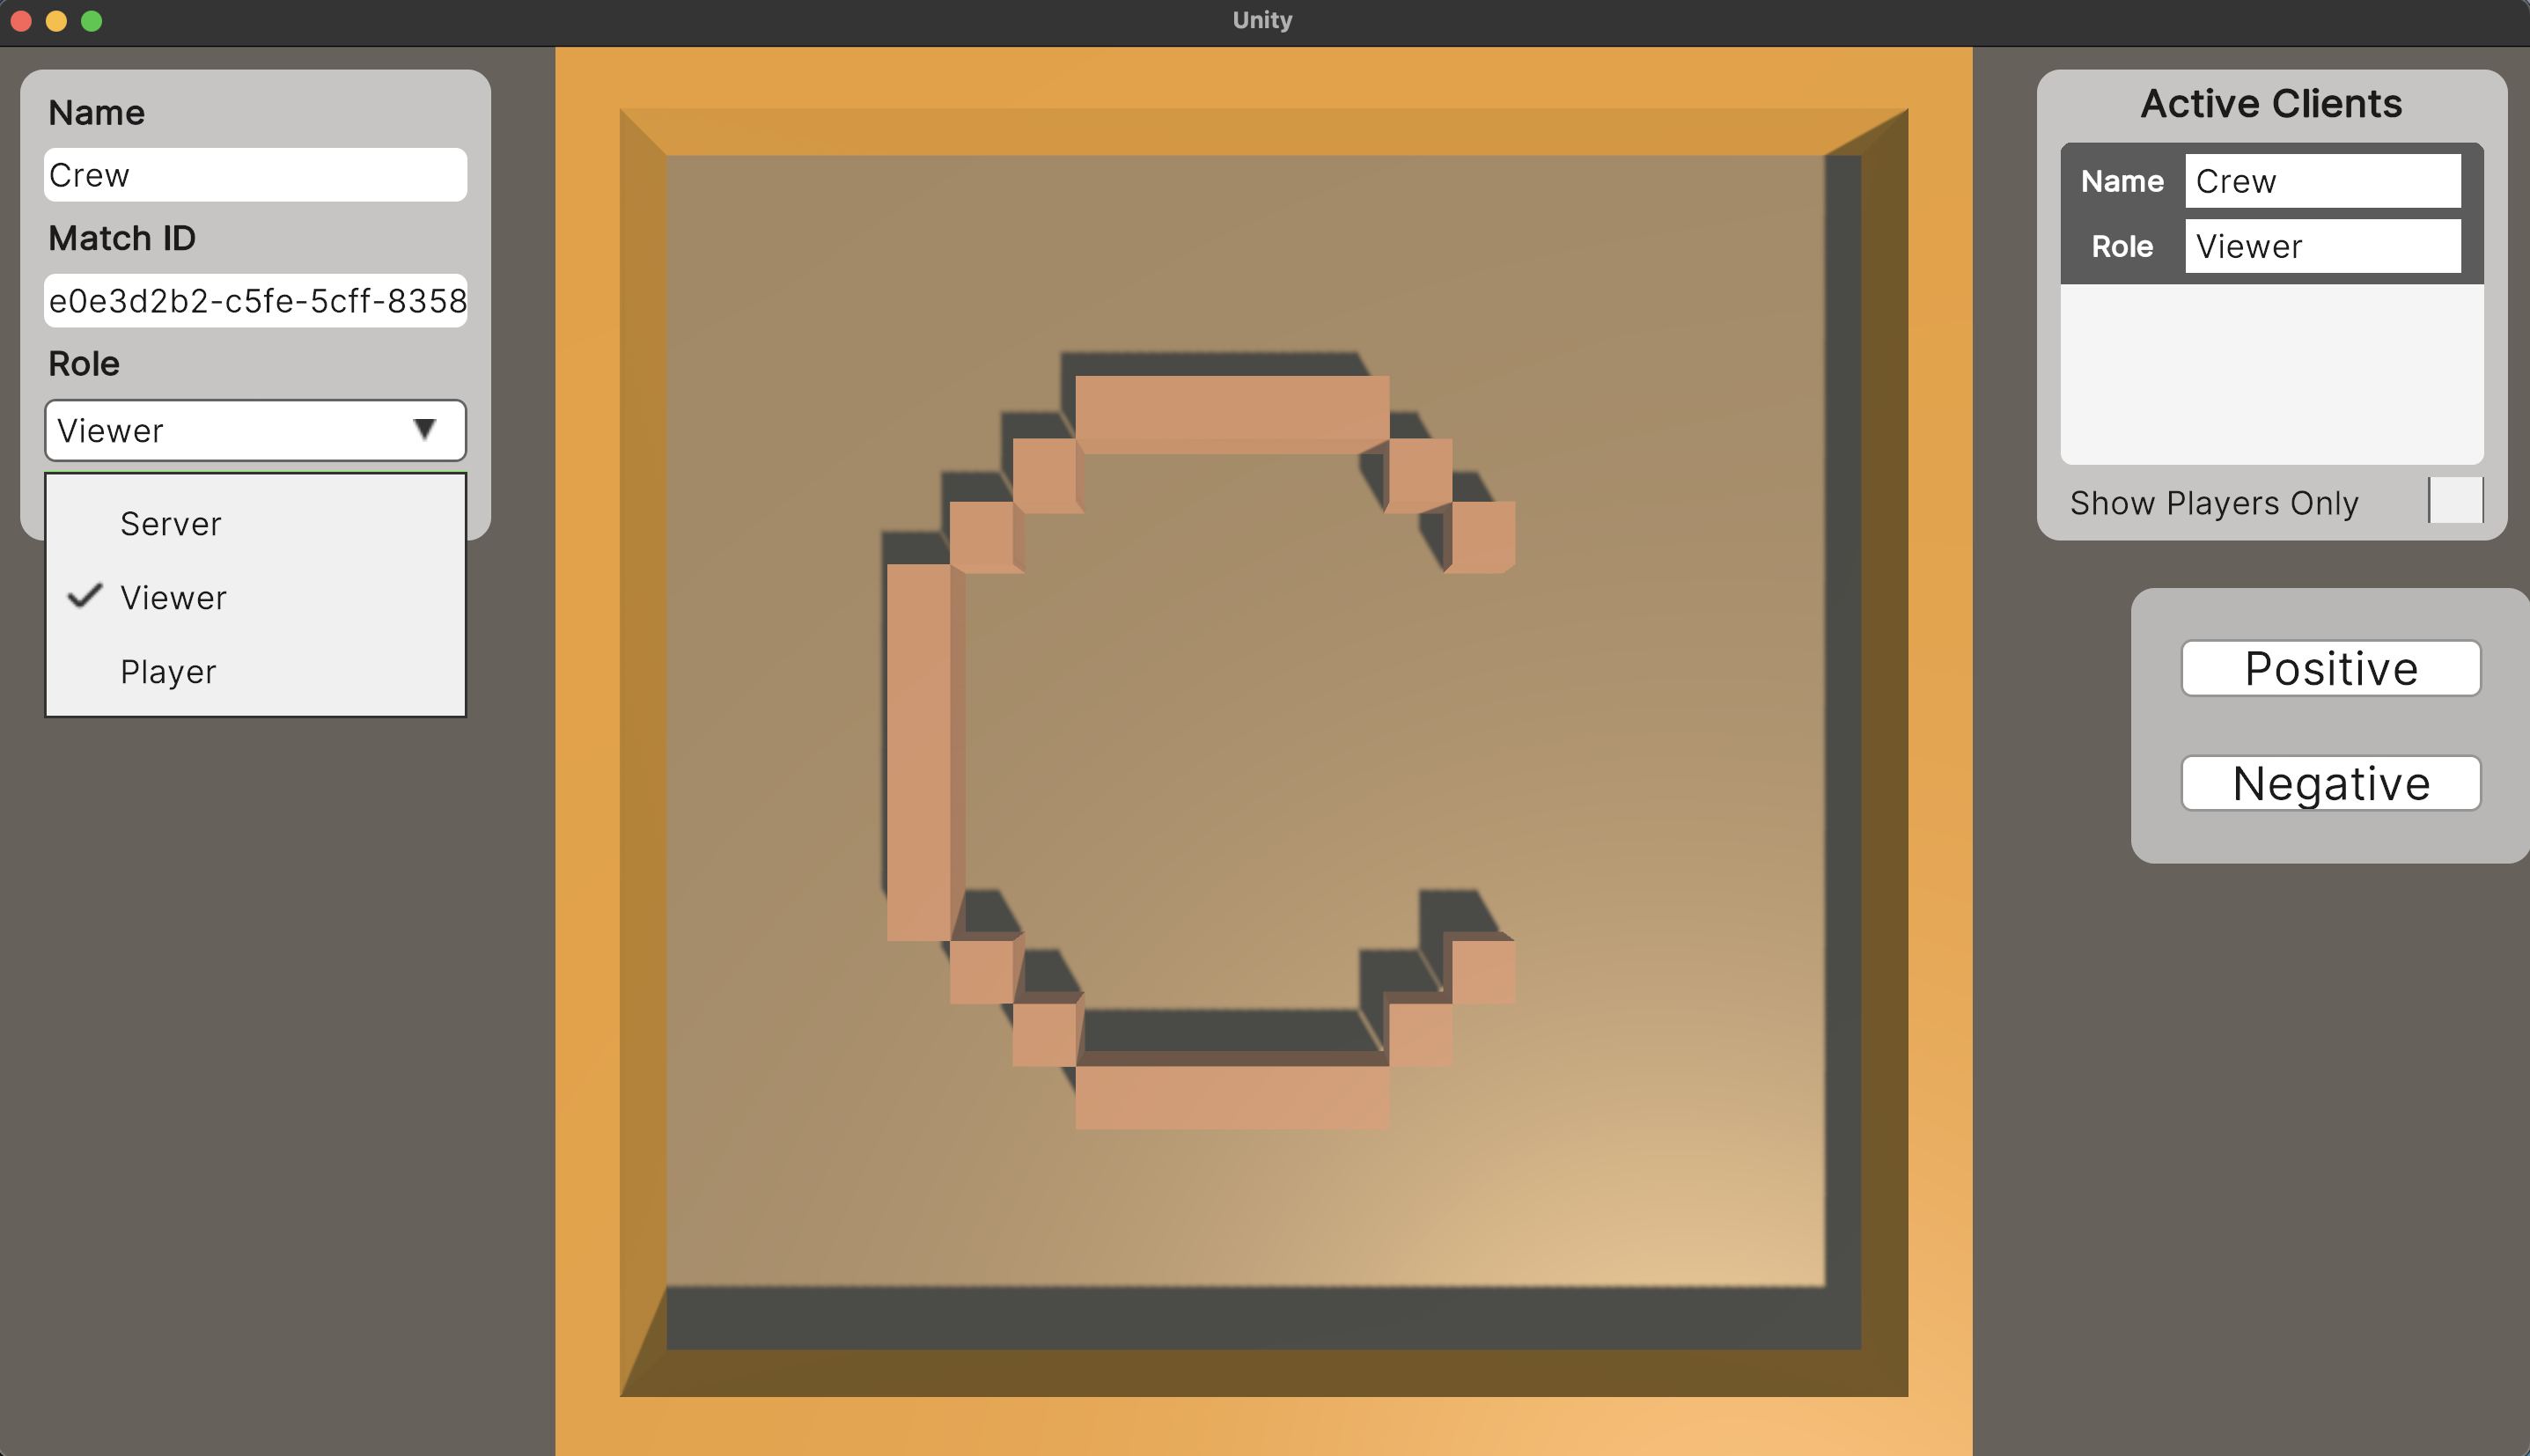 Unity
Name
Crew
Match ID
e0e3d2b2-c5fe-5cff-8358
Role
Viewer
Server
Viewer
Player
Active Clients
Name Crew
Role Viewer
Show Players Only
Positive
Negative